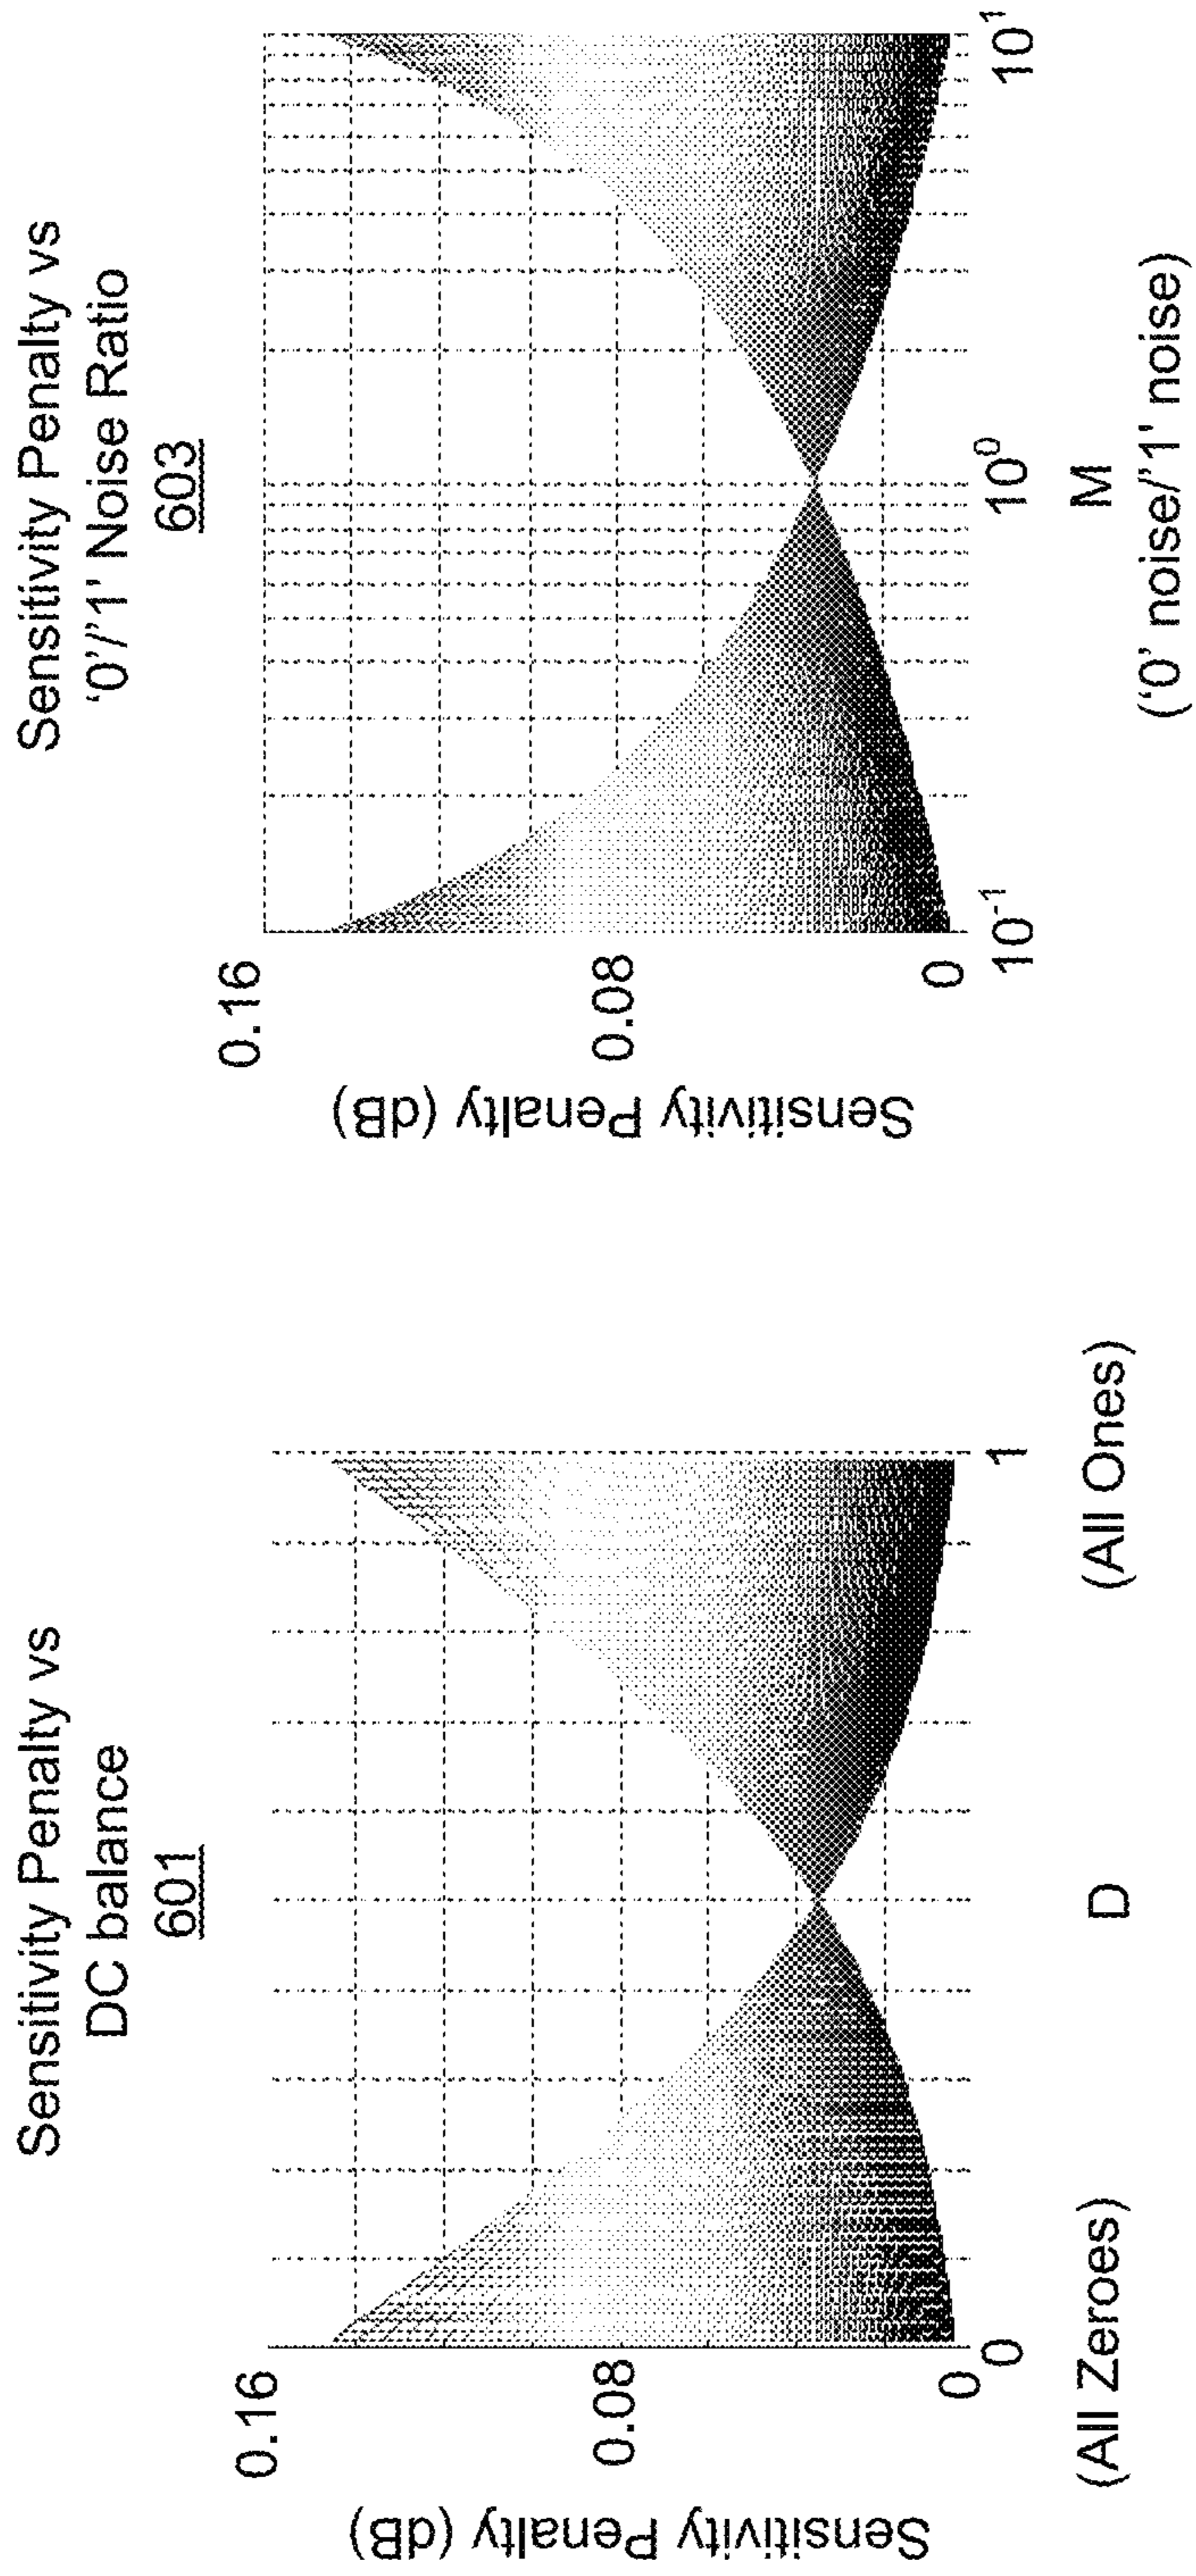 Sensitivity Penalty vs
DC balance
601
0.16
0.08
0
Sensitivity Penalty (dB)
0
1
(All Zeroes)
D
(All Ones)
Sensitivity Penalty vs
‘0’/’1' Noise Ratio
603
0.16
0.08
0
Sensitivity Penalty (dB)
10-1
100
101
M
(‘0’ noise/’1' noise)